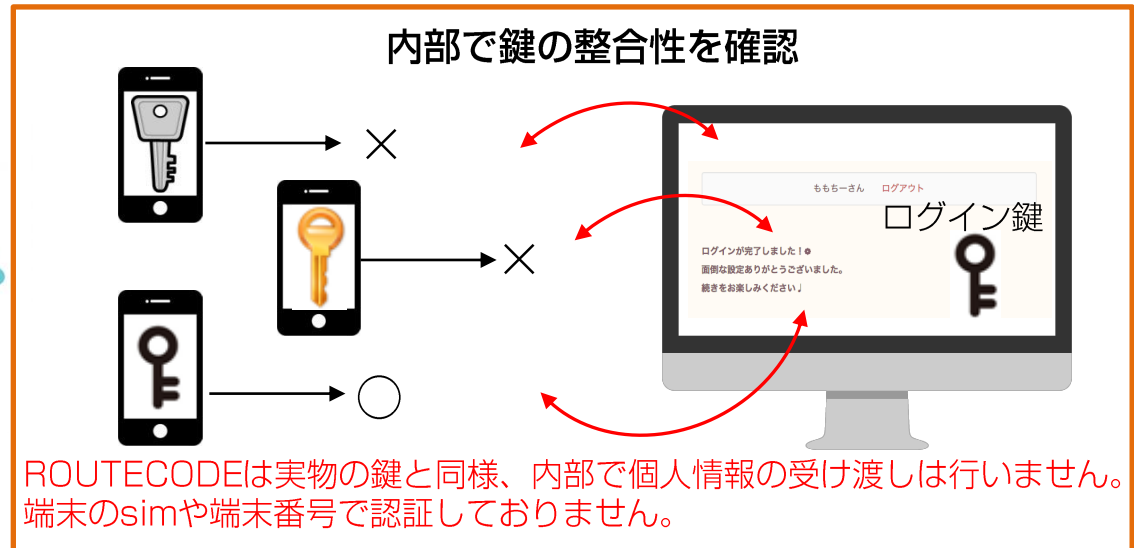 内部で鍵の整合性を確認
×
ももちーさん ログアウト
ログイン鍵
×
ログインが完了しました！
面倒な設定ありがとうございました。
続きをお楽しみください♩
○
ROUTECODEは実物の鍵と同様、内部で個人情報の受け渡しは行いません。
端末のsimや端末番号で認証しておりません。